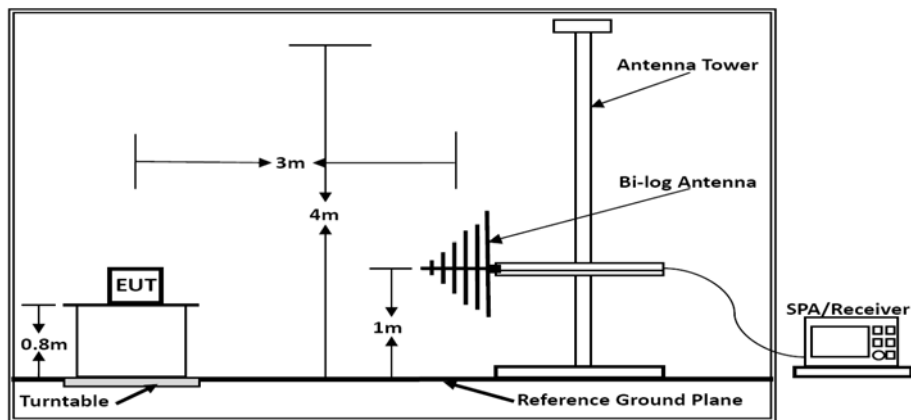 Antenna Tower
3m
Bi-log Antenna
4m
EUT
SPA/Receiver
0.8m
1m
Turntable
Reference Ground Plane